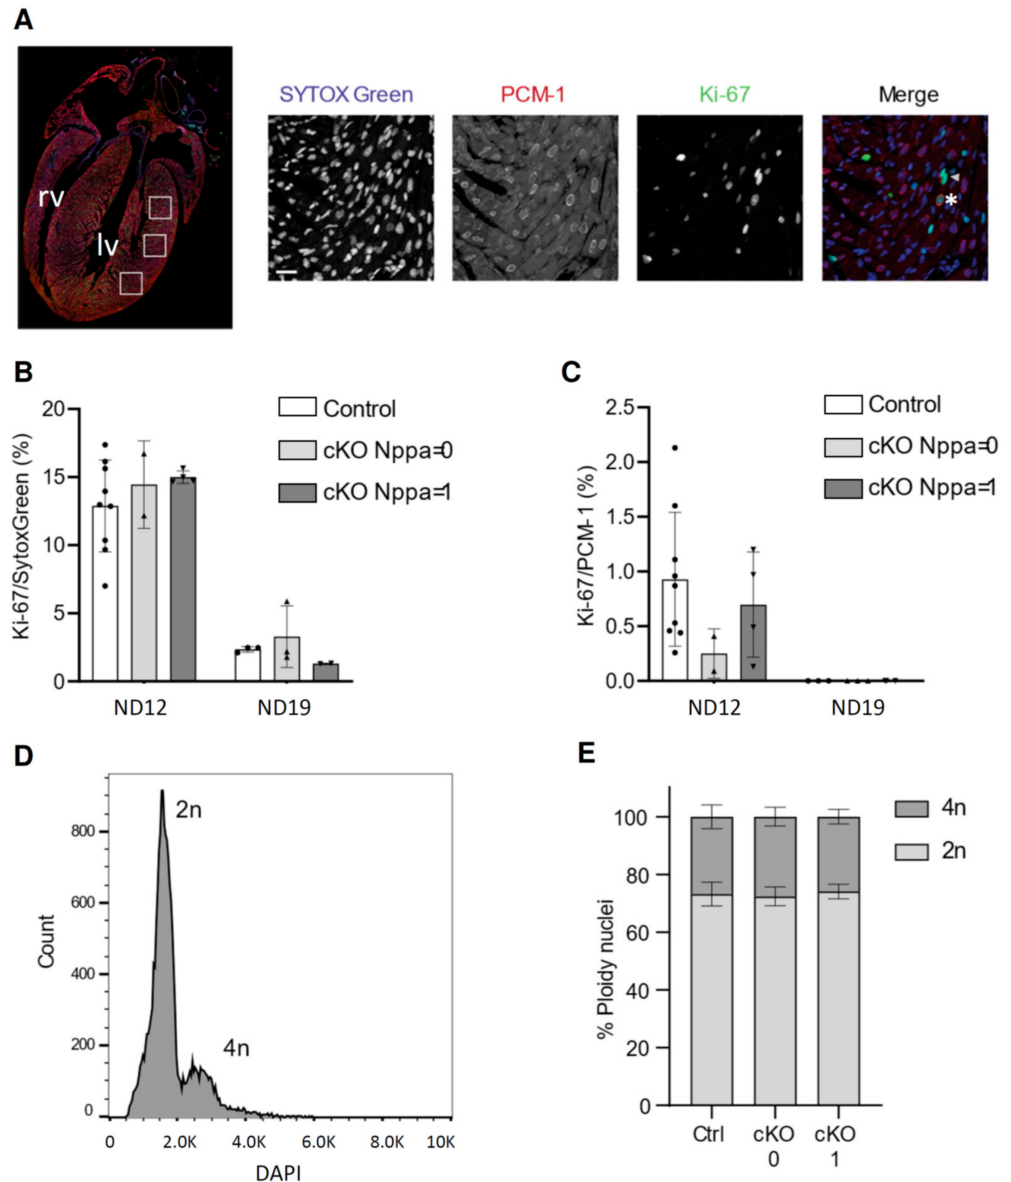 A
SYTOX Green PCM-1 Ki-67 Merge
rv
lv
*
B
Ki-67/SytoxGreen (%)
20
15
10
5
0
Control
cKO Nppa=0
cKO Nppa=1
ND12 ND19
C
Ki-67/PCM-1 (%)
2.5
2.0
1.5
1.0
0.5
0.0
Control
cKO Nppa=0
cKO Nppa=1
ND12 ND19
D
Count
800
600
400
200
0
2n
4n
0 2.0K 4.0K 6.0K 8.0K 10K
DAPI
E
% Ploidy nuclei
100
80
60
40
20
0
4n
2n
Ctrl cKO cKO
0 1